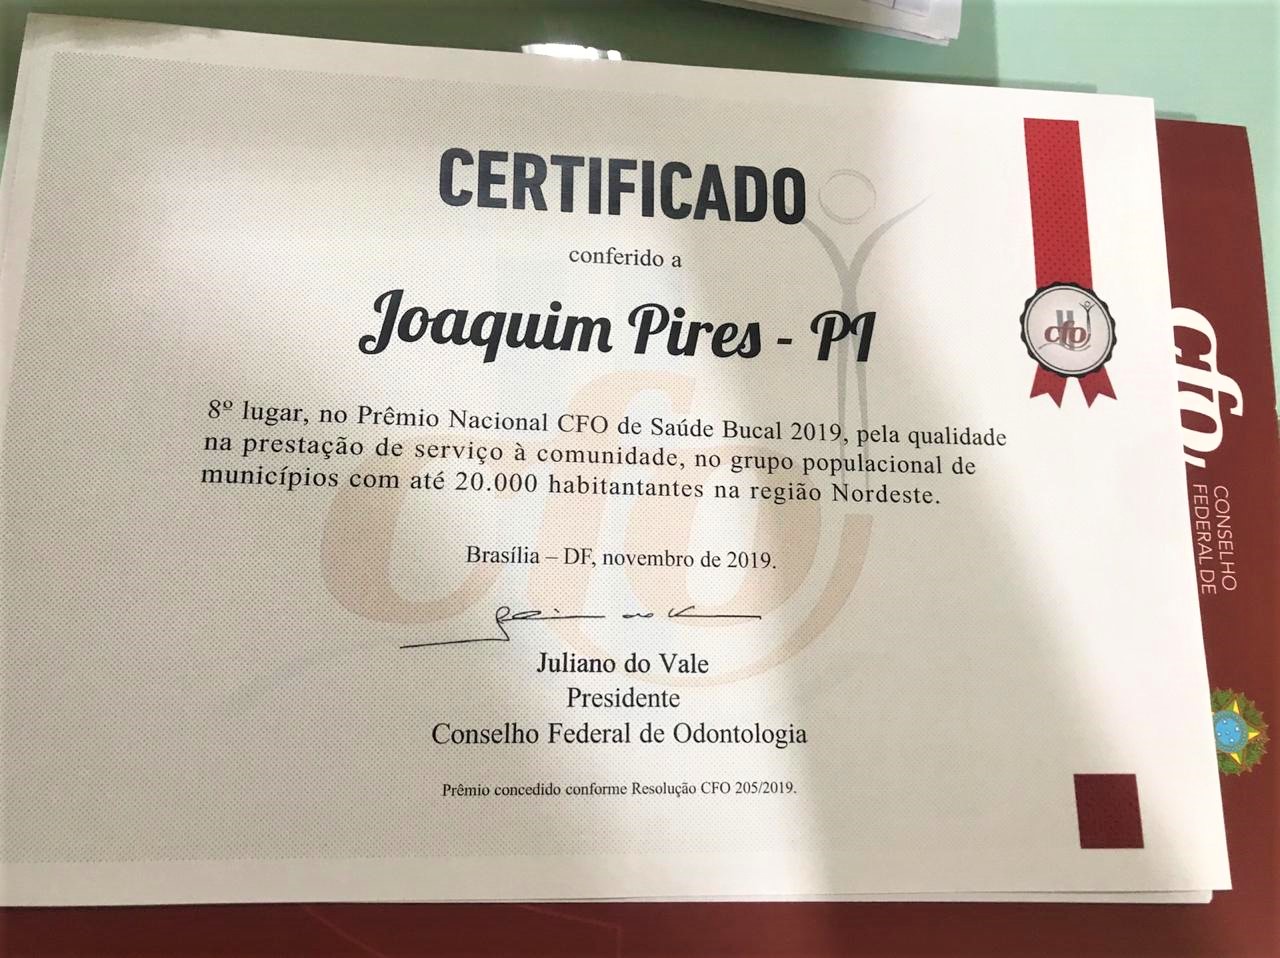 CERTIFICADO
conferido a
Joaquim Pires - PI
8º lugar, no Prêmio Nacional CFO de Saúde Bucal 2019, pela qualidade
na prestação de serviço à comunidade, no grupo populacional de
municípios com até 20.000 habitantantes na região Nordeste.
Brasília – DF, novembro de 2019.
Juliano do Vale
Presidente
Conselho Federal de Odontologia
Prêmio concedido conforme Resolução CFO 205/2019.
cfo
cfo
cfo
CONSELHO
FEDERAL DE